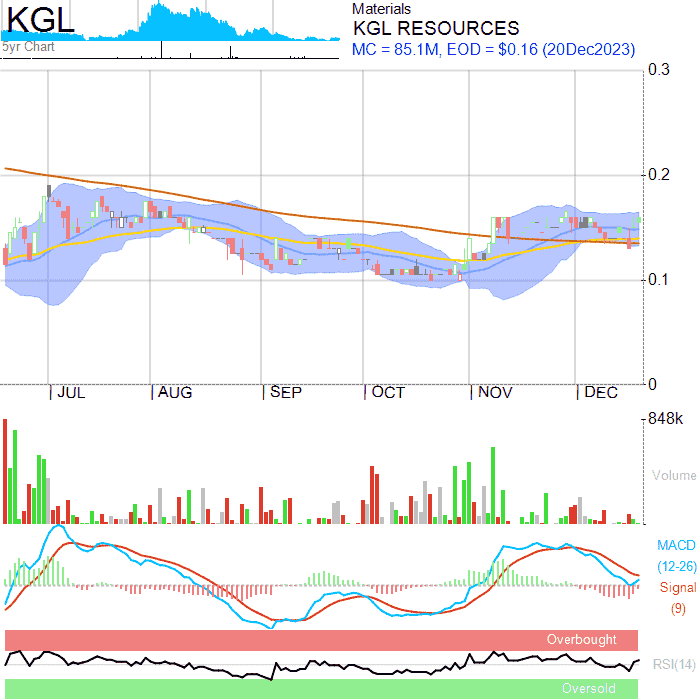 KGL
5yr Chart
Materials
KGL RESOURCES
MC = 85.1M, EOD = $0.16 (20Dec2023)
0.3
0.2
0.1
0
JUL AUG SEP OCT NOV DEC
848k
Volume
MACD
(12-26)
Signal
(9)
Overbought
RSI(14)
Oversold